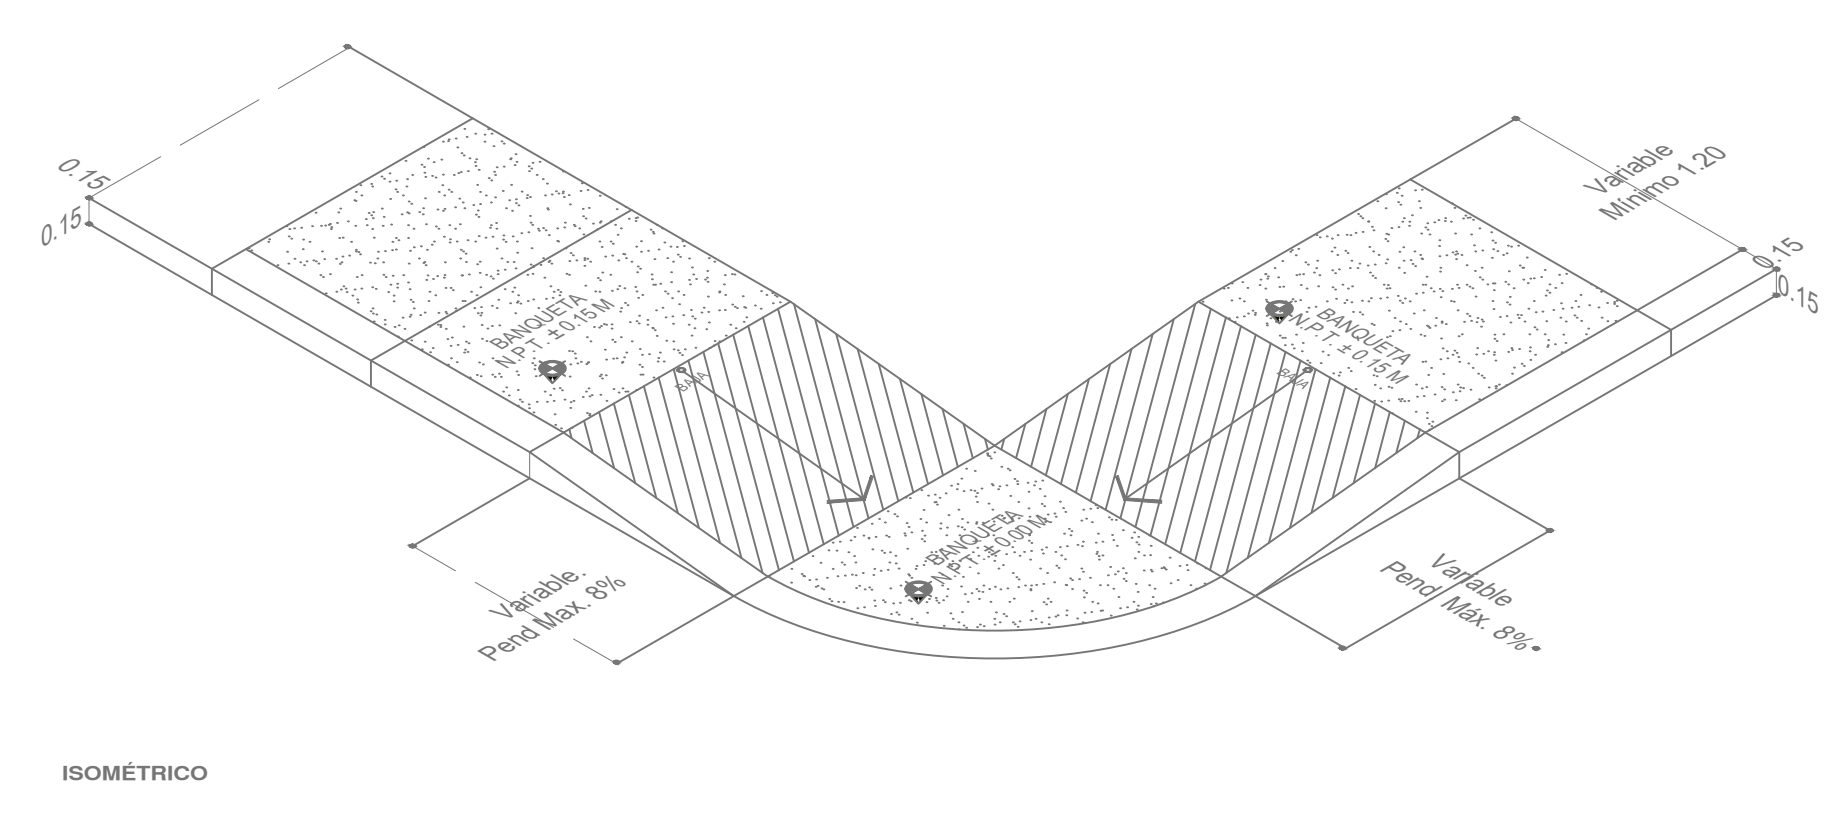 0.15
0.15
Variable
Mínimo 1.20
0.15
0.15
BANQUETA
N.P.T. ±0.15 M
BANQUETA
N.P.T. ±0.15 M
BAJA
BAJA
BANQUETA
N.P.T. ±0.00 M
Variable.
Pend Max. 8%
Variable
Pend Máx. 8%
ISOMÉTRICO